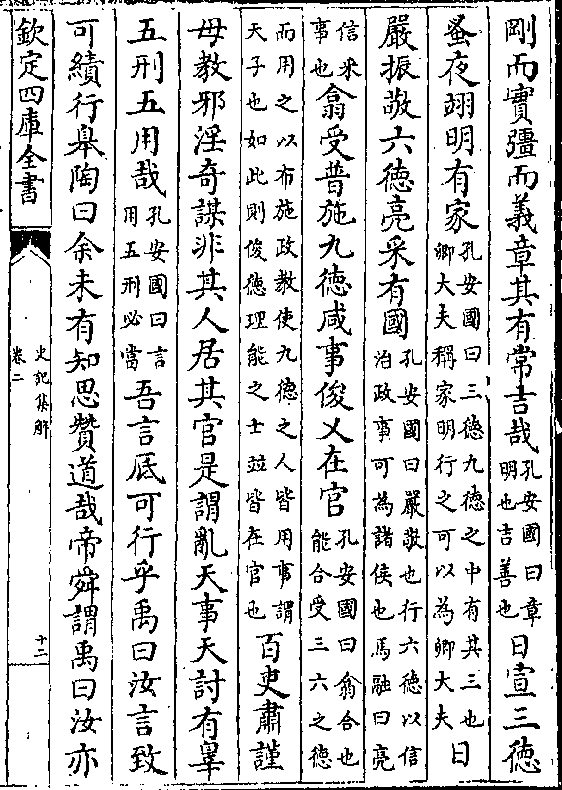 剛而實彊而義章其有常吉哉孔安國曰章明也吉善也日宣三德
蚤夜翊明有家孔安國曰三德九德之中有其三也卿大夫稱家明行之可以為卿大夫日
嚴振敬六德亮采有國孔安國曰嚴敬也行六德以信治政事可為諸侯也馬融曰亮
信采事也翕受普施九德咸事俊乂在官孔安國曰翕合也能合受三六之德
而用之以布施政教使九德之人皆用事謂天子也如此則俊德理能之士並皆在官也百吏肅謹
毋教邪淫奇謀非其人居其官是謂亂天事天討有辠
五刑五用哉孔安國曰言用五刑必當吾言厎可行乎禹曰汝言致
可績行皋陶曰余未有知思贊道哉帝舜謂禹曰汝亦
欽定四庫全書
史記集解
卷二
十二